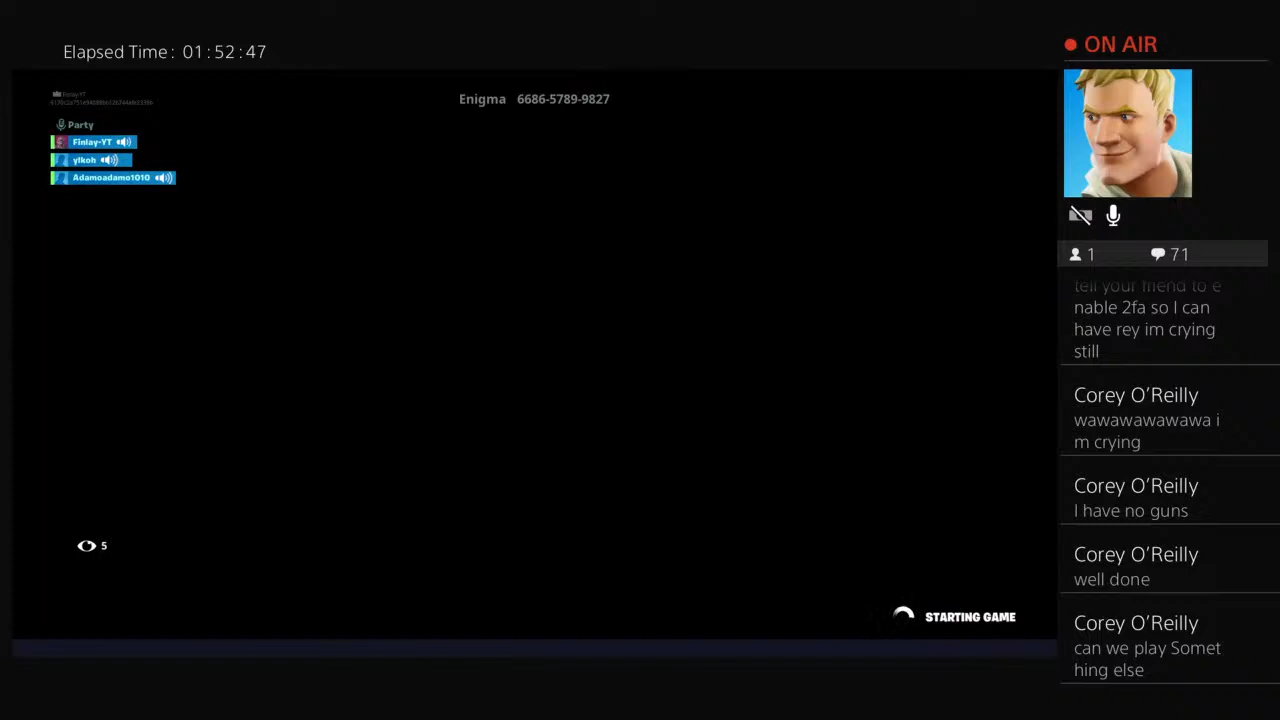 Elapsed Time: 01:52:47
ON AIR
Finlay-YT
Enigma 6686-5789-9827
Party
Finlay-YT
ylkoh
Adamoadamo1010
1 71
tell your friend to e
nable 2fa so I can
have rey im crying
still
Corey O'Reilly
wawawawawawa i
m crying
Corey O'Reilly
I have no guns
Corey O'Reilly
well done
Corey O'Reilly
can we play Somet
hing else
5
STARTING GAME